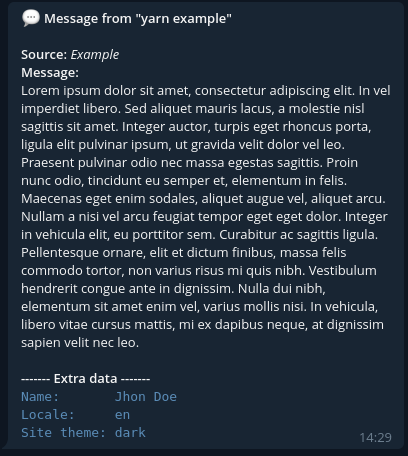 💬 Message from "yarn example"
Source: Example
Message:
Lorem ipsum dolor sit amet, consectetur adipiscing elit. In vel
imperdiet libero. Sed aliquet mauris lacus, a molestie nisl
sagittis sit amet. Integer auctor, turpis eget rhoncus porta,
ligula elit pulvinar ipsum, ut gravida velit dolor vel leo.
Praesent pulvinar odio nec massa egestas sagittis. Proin
nunc odio, tincidunt eu semper et, elementum in felis.
Maecenas eget enim sodales, aliquet augue vel, aliquet arcu.
Nullam a nisi vel arcu feugiat tempor eget eget dolor. Integer
in vehicula elit, eu porttitor sem. Curabitur ac sagittis ligula.
Pellentesque ornare, elit et dictum finibus, massa felis
commodo tortor, non varius risus mi quis nibh. Vestibulum
hendrerit congue ante in dignissim. Nulla dui nibh,
elementum sit amet enim vel, varius mollis nisi. In vehicula,
libero vitae cursus mattis, mi ex dapibus neque, at dignissim
sapien velit nec leo.
------- Extra data -------
Name: Jhon Doe
Locale: en
Site theme: dark
14:29